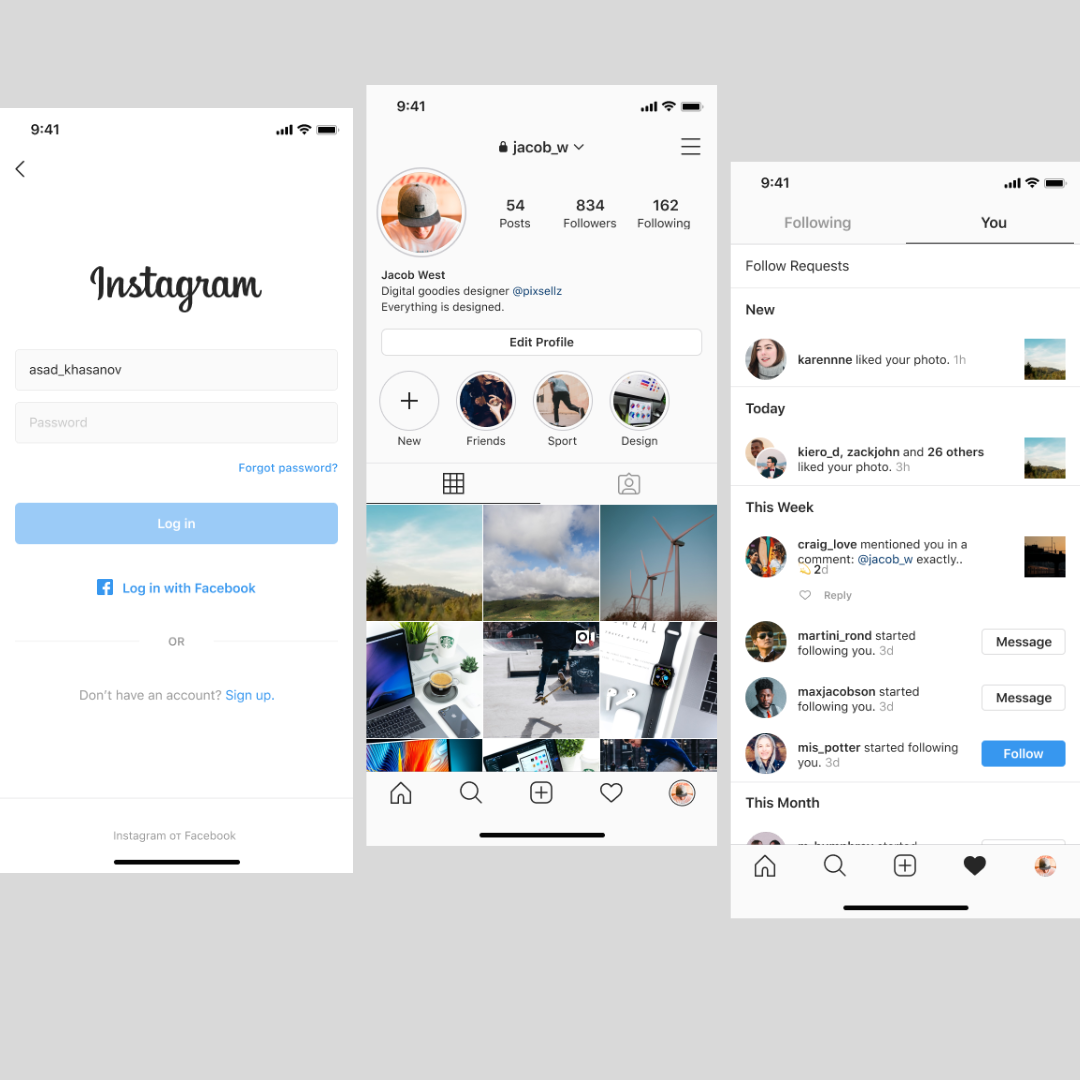 9:41
Instagram
asad_khasanov
Password
Forgot password?
Log in
Log in with Facebook
OR
Don't have an account? Sign up.
Instagram от Facebook
9:41
jacob_w
54
Posts
834
Followers
162
Following
Jacob West
Digital goodies designer @pixsellz
Everything is designed.
Edit Profile
New
Friends
Sport
Design
9:41
Following
You
Follow Requests
New
karennne liked your photo. 1h
Today
kiero_d, zackjohn and 26 others
liked your photo. 3h
This Week
craig_love mentioned you in a
comment: @jacob_w exactly..
2d
Reply
martini_rond started
following you. 3d
Message
maxjacobson started
following you. 3d
Message
mis_potter started following
you. 3d
Follow
This Month